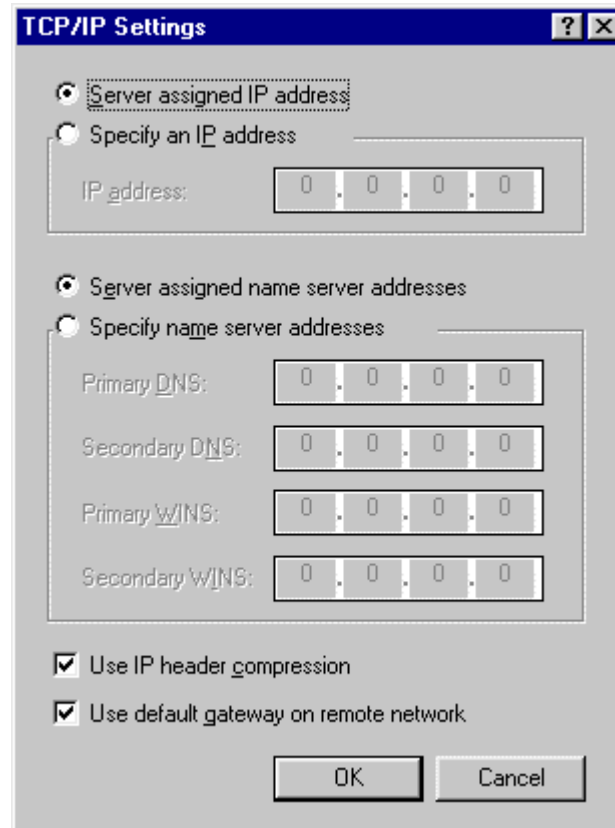 TCP/IP Settings
Server assigned IP address
Specify an IP address
IP address: 0 . 0 . 0 . 0
Server assigned name server addresses
Specify name server addresses
Primary DNS: 0 . 0 . 0 . 0
Secondary DNS: 0 . 0 . 0 . 0
Primary WINS: 0 . 0 . 0 . 0
Secondary WINS: 0 . 0 . 0 . 0
Use IP header compression
Use default gateway on remote network
OK Cancel